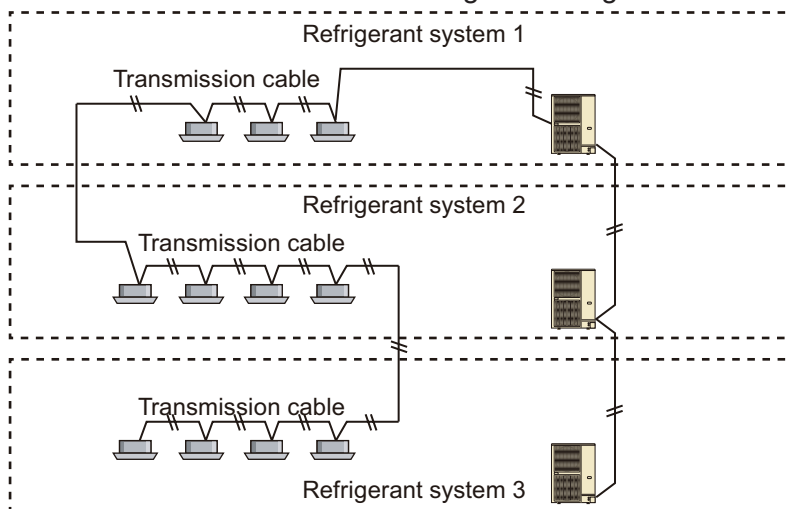 Refrigerant system 1
Transmission cable
Refrigerant system 2
Transmission cable
Transmission cable
Refrigerant system 3